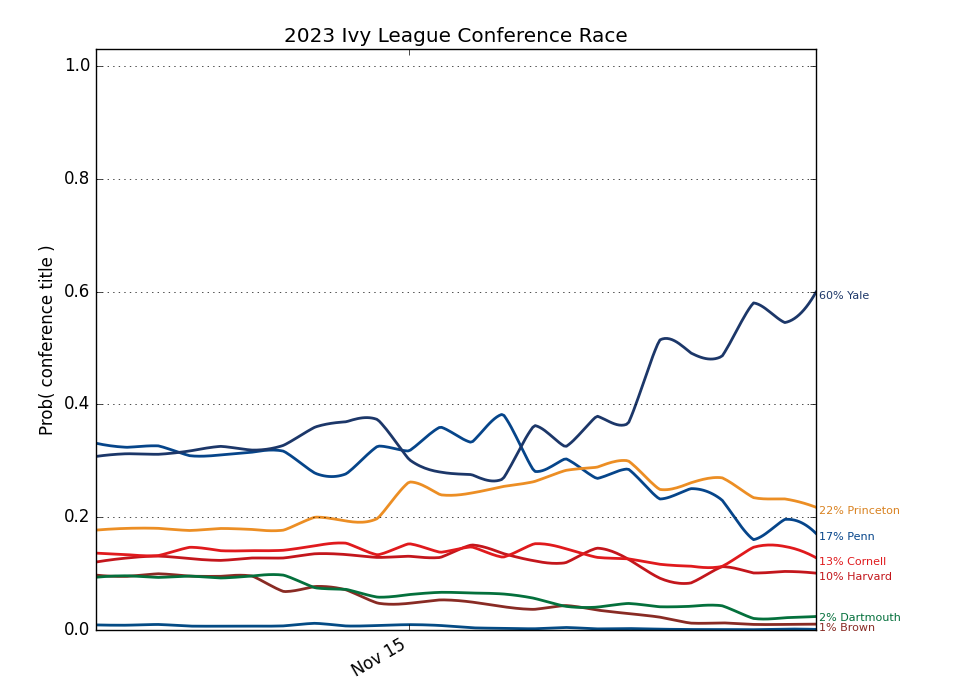 2023 Ivy League Conference Race
Prob( conference title )
1.0
0.8
0.6
0.4
0.2
0.0
Nov 15
60% Yale
22% Princeton
17% Penn
13% Cornell
10% Harvard
2% Dartmouth
1% Brown